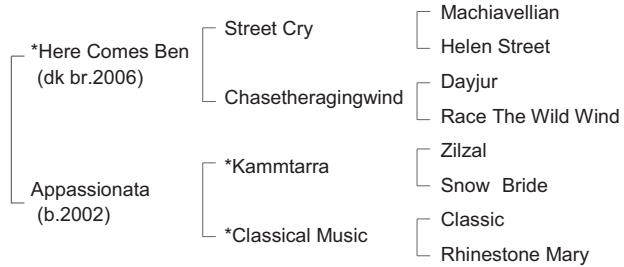 Machiavellian
Street Cry
Helen Street
*Here Comes Ben
(dk br.2006)
Dayjur
Chasetheragingwind
Race The Wild Wind
Zilzal
*Kammtarra
Snow Bride
Appassionata
(b.2002)
Classic
*Classical Music
Rhinestone Mary